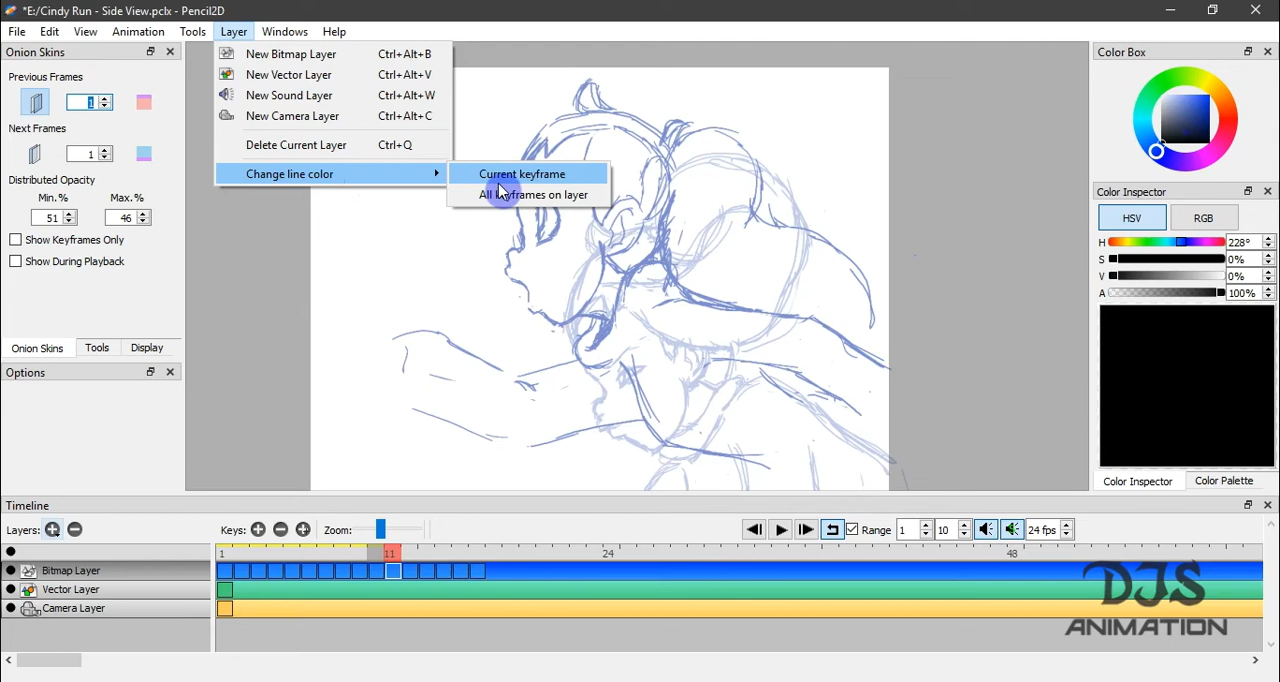 *E:/Cindy Run - Side View.pclx - Pencil2D
File Edit View Animation Tools Layer Windows Help
Onion Skins
Previous Frames
1
Next Frames
1
Distributed Opacity
Min. % Max. %
51 46
Show Keyframes Only
Show During Playback
Onion Skins Tools Display
Options
New Bitmap Layer Ctrl+Alt+B
New Vector Layer Ctrl+Alt+V
New Sound Layer Ctrl+Alt+W
New Camera Layer Ctrl+Alt+C
Delete Current Layer Ctrl+Q
Change line color
Current keyframe
All keyframes on layer
Color Box
Color Inspector
HSV RGB
H 228°
S 0%
V 0%
A 100%
Color Inspector Color Palette
Timeline
Layers: Keys: Zoom: Range 1 10 24 fps
1 11 24 48
Bitmap Layer
Vector Layer
Camera Layer
DJS
ANIMATION